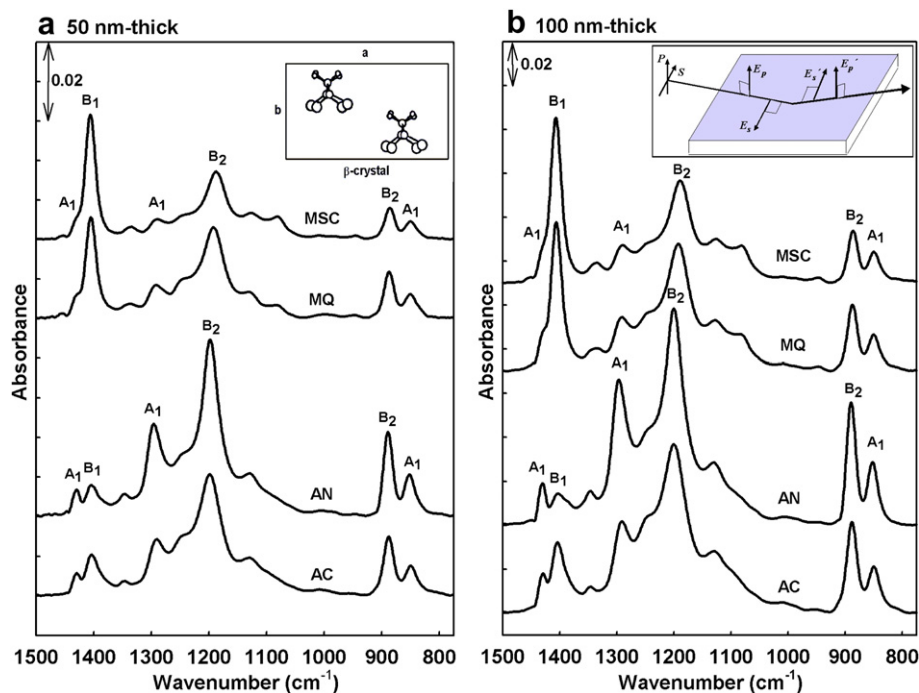 a 50 nm-thick
0.02
a
b
β-crystal
B1
A1
A1
B2
B2
A1
MSC
MQ
B2
A1
A1 B1
B2
A1
AN
AC
Absorbance
1500 1400 1300 1200 1100 1000 900 800
Wavenumber (cm-1)
b 100 nm-thick
0.02
P
S
Ep
Es
Es´
Ep´
B1
A1
A1
B2
B2
A1
MSC
MQ
B2
A1
A1
B1
B2
A1
AN
AC
Absorbance
1500 1400 1300 1200 1100 1000 900 800
Wavenumber (cm-1)